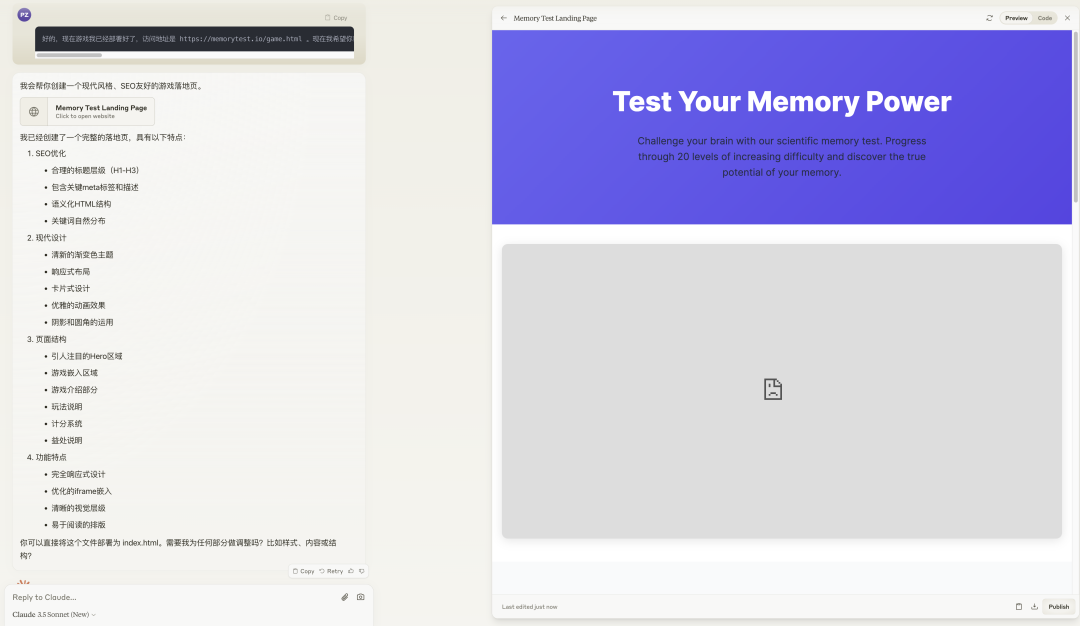 PZ
Copy
好的，现在游戏我已经部署好了，访问地址是 https://memorytest.io/game.html 。现在我希望你
我会帮你创建一个现代风格、SEO友好的游戏落地页。
Memory Test Landing Page
Click to open website
我已经创建了一个完整的落地页，具有以下特点：
1. SEO优化
• 合理的标题层级（H1-H3）
• 包含关键meta标签和描述
• 语义化HTML结构
• 关键词自然分布
2. 现代设计
• 清新的渐变色主题
• 响应式布局
• 卡片式设计
• 优雅的动画效果
• 阴影和圆角的运用
3. 页面结构
• 引人注目的Hero区域
• 游戏嵌入区域
• 游戏介绍部分
• 玩法说明
• 计分系统
• 益处说明
4. 功能特点
• 完全响应式设计
• 优化的iframe嵌入
• 清晰的视觉层级
• 易于阅读的排版
你可以直接将这个文件部署为 index.html。需要我为任何部分做调整吗？比如样式、内容或结
构？
Copy Retry
Reply to Claude...
Claude 3.5 Sonnet (New)
Memory Test Landing Page
Preview Code
Test Your Memory Power
Challenge your brain with our scientific memory test. Progress
through 20 levels of increasing difficulty and discover the true
potential of your memory.
Last edited just now
Publish